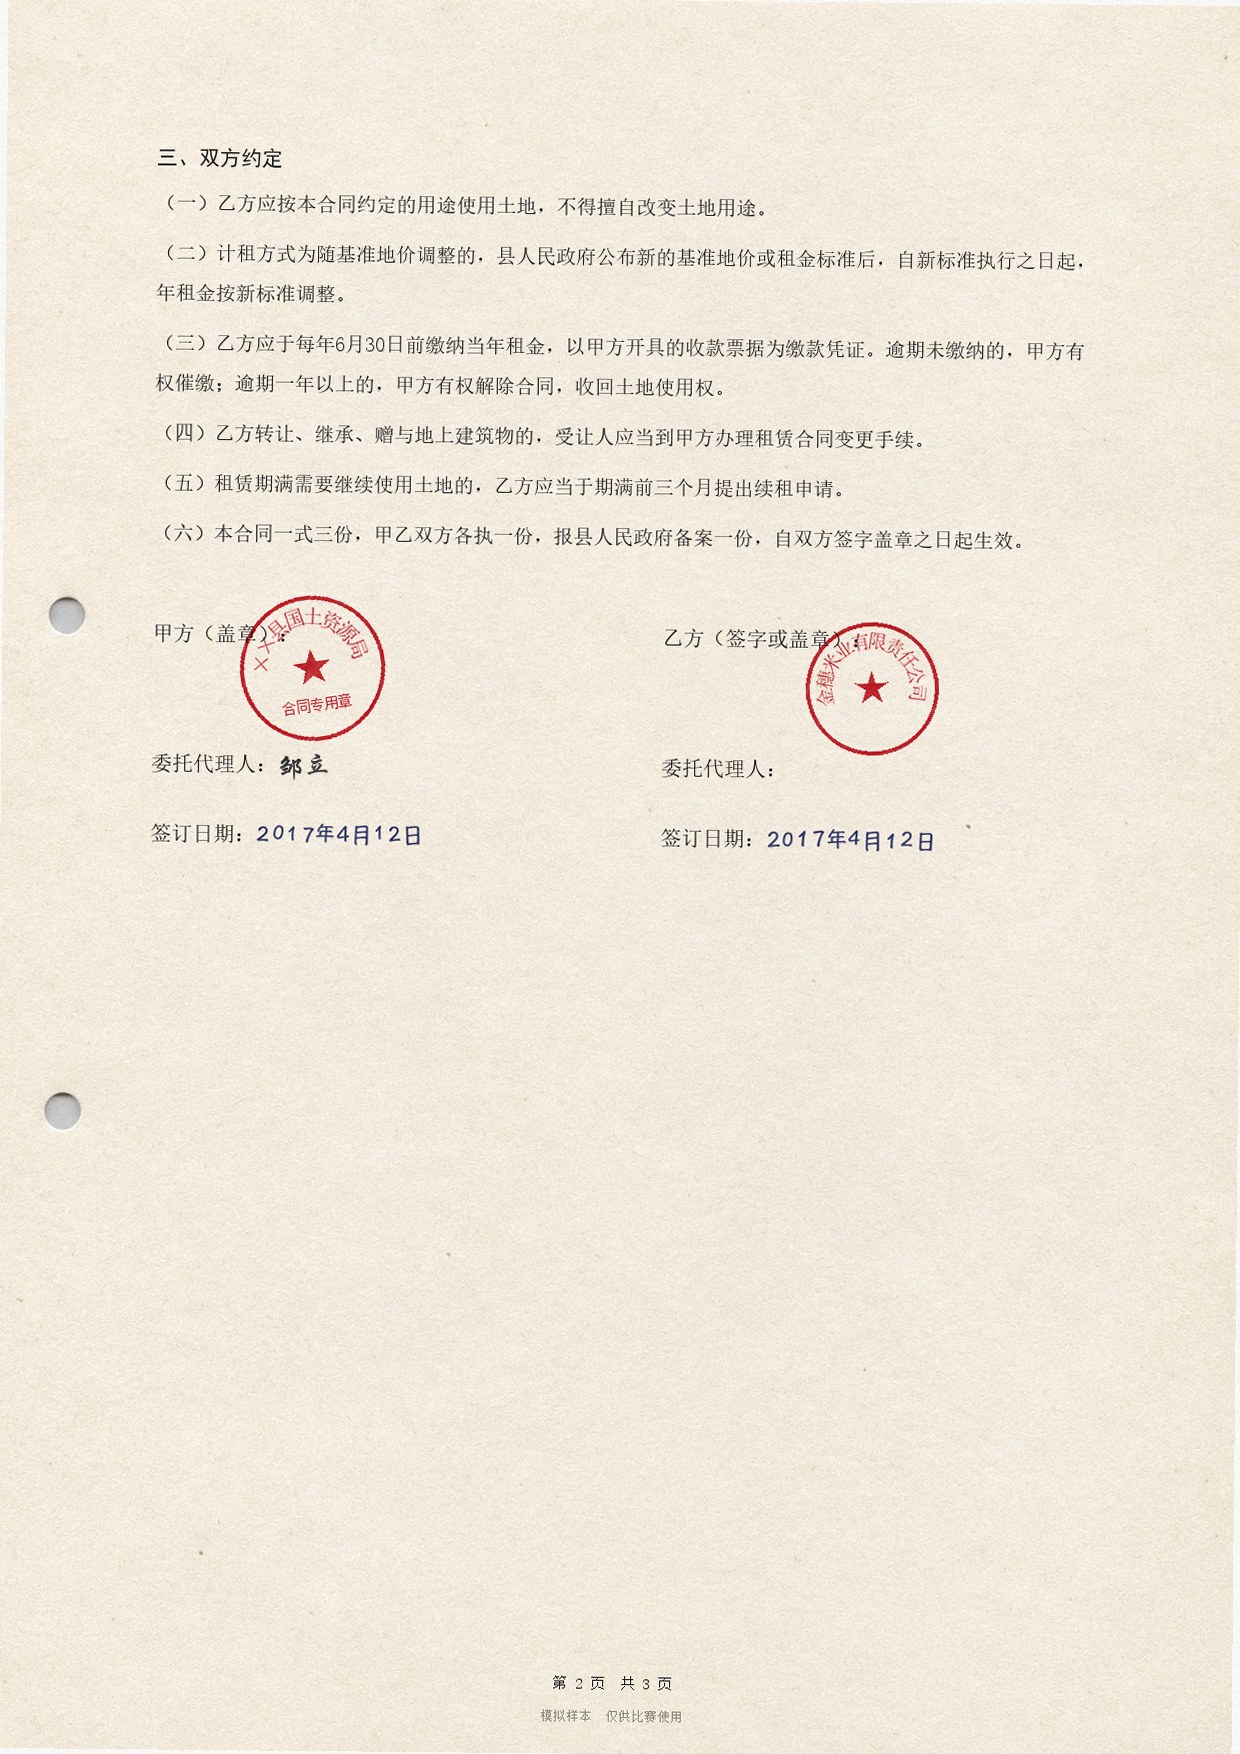 三、双方约定
（一）乙方应按本合同约定的用途使用土地，不得擅自改变土地用途。
（二）计租方式为随基准地价调整的，县人民政府公布新的基准地价或租金标准后，自新标准执行之日起，
年租金按新标准调整。
（三）乙方应于每年6月30日前缴纳当年租金，以甲方开具的收款票据为缴款凭证。逾期未缴纳的，甲方有
权催缴；逾期一年以上的，甲方有权解除合同，收回土地使用权。
（四）乙方转让、继承、赠与地上建筑物的，受让人应当到甲方办理租赁合同变更手续。
（五）租赁期满需要继续使用土地的，乙方应当于期满前三个月提出续租申请。
（六）本合同一式三份，甲乙双方各执一份，报县人民政府备案一份，自双方签字盖章之日起生效。
甲方（盖章）：
××县国土资源局
合同专用章
乙方（签字或盖章）：
金穗米业有限责任公司
委托代理人：邹立
委托代理人：
签订日期：2017年4月12日
签订日期：2017年4月12日
第 2 页 共 3 页
模拟样本 仅供比赛使用